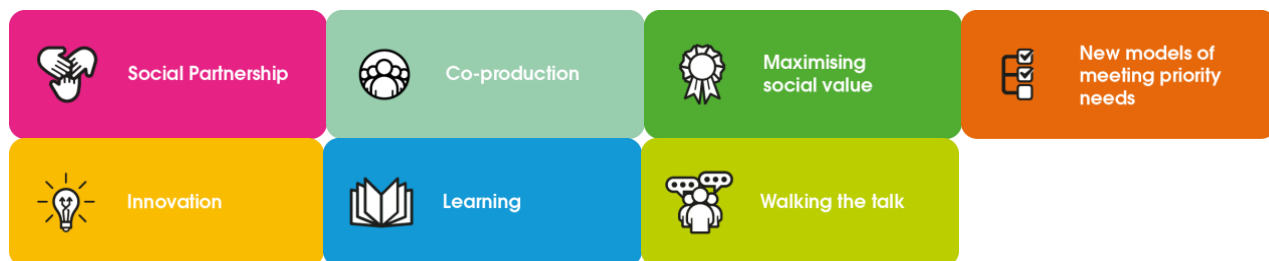 Social Partnership
Co-production
Maximising
social value
New models of
meeting priority
needs
Innovation
Learning
Walking the talk